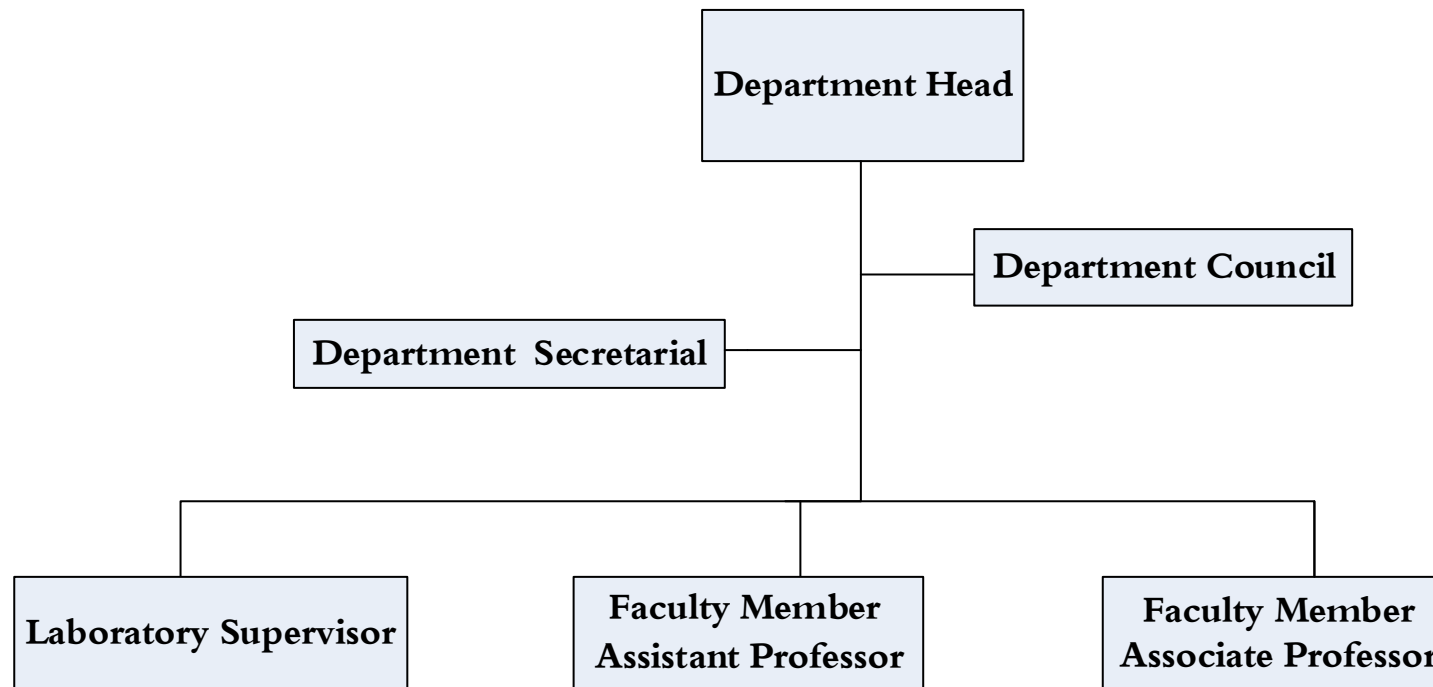 Department Head
Department Council
Department Secretarial
Laboratory Supervisor
Faculty Member
Assistant Professor
Faculty Member
Associate Professor